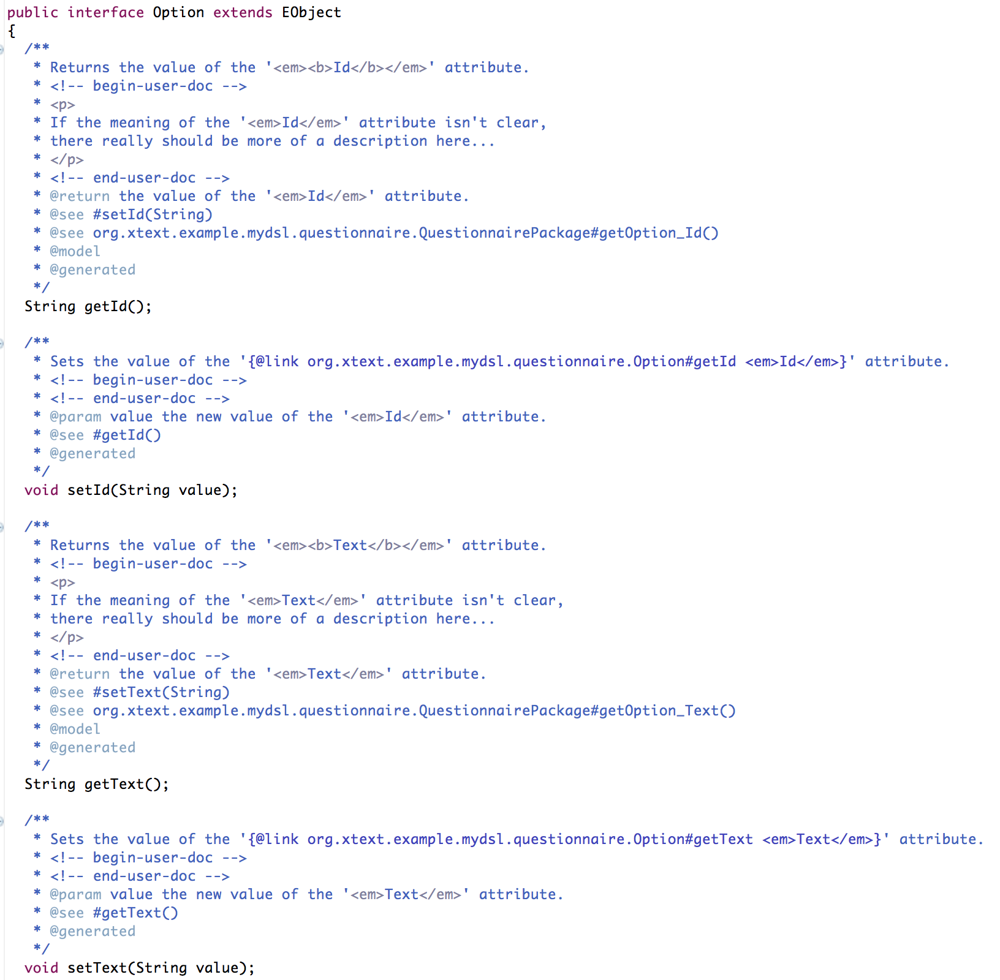 public interface Option extends EObject
{
  /**
   * Returns the value of the '<em><b>Id</b></em>' attribute.
   * <!-- begin-user-doc -->
   * <p>
   * If the meaning of the '<em>Id</em>' attribute isn't clear,
   * there really should be more of a description here...
   * </p>
   * <!-- end-user-doc -->
   * @return the value of the '<em>Id</em>' attribute.
   * @see #setId(String)
   * @see org.xtext.example.mydsl.questionnaire.QuestionnairePackage#getOption_Id()
   * @model
   * @generated
   */
  String getId();

  /**
   * Sets the value of the '{@link org.xtext.example.mydsl.questionnaire.Option#getId <em>Id</em>}' attribute.
   * <!-- begin-user-doc -->
   * <!-- end-user-doc -->
   * @param value the new value of the '<em>Id</em>' attribute.
   * @see #getId()
   * @generated
   */
  void setId(String value);

  /**
   * Returns the value of the '<em><b>Text</b></em>' attribute.
   * <!-- begin-user-doc -->
   * <p>
   * If the meaning of the '<em>Text</em>' attribute isn't clear,
   * there really should be more of a description here...
   * </p>
   * <!-- end-user-doc -->
   * @return the value of the '<em>Text</em>' attribute.
   * @see #setText(String)
   * @see org.xtext.example.mydsl.questionnaire.QuestionnairePackage#getOption_Text()
   * @model
   * @generated
   */
  String getText();

  /**
   * Sets the value of the '{@link org.xtext.example.mydsl.questionnaire.Option#getText <em>Text</em>}' attribute.
   * <!-- begin-user-doc -->
   * <!-- end-user-doc -->
   * @param value the new value of the '<em>Text</em>' attribute.
   * @see #getText()
   * @generated
   */
  void setText(String value);